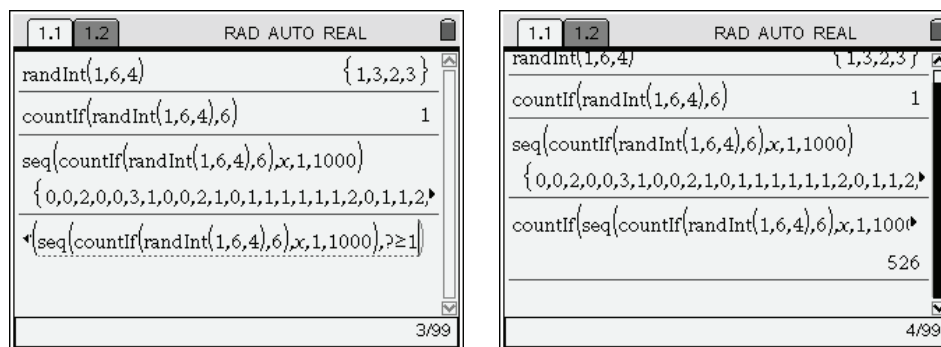 1.1 1.2 RAD AUTO REAL
randInt(1,6,4) {1,3,2,3}
countIf(randInt(1,6,4),6) 1
seq(countIf(randInt(1,6,4),6),x,1,1000)
{0,0,2,0,0,3,1,0,0,2,1,0,1,1,1,1,1,1,2,0,1,1,2,▸
◂(seq(countIf(randInt(1,6,4),6),x,1,1000),?≥1)
3/99
1.1 1.2 RAD AUTO REAL
randInt(1,6,4) {1,3,2,3}
countIf(randInt(1,6,4),6) 1
seq(countIf(randInt(1,6,4),6),x,1,1000)
{0,0,2,0,0,3,1,0,0,2,1,0,1,1,1,1,1,1,2,0,1,1,2,▸
countIf(seq(countIf(randInt(1,6,4),6),x,1,1000▸
526
4/99